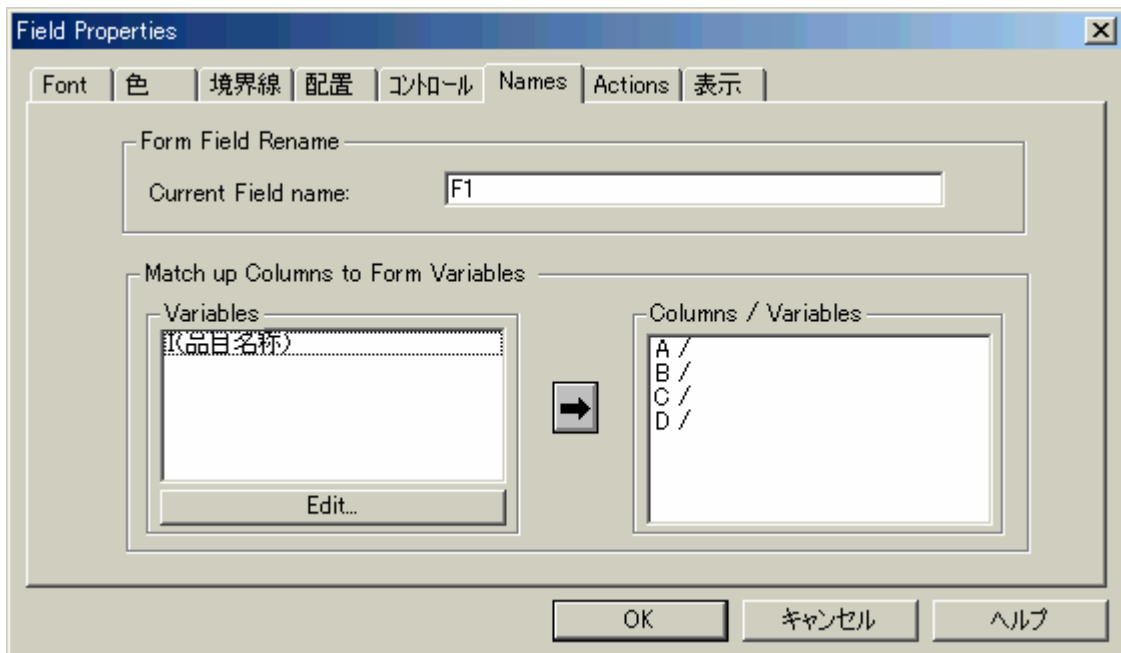 Field Properties
Font 色 境界線 配置 コントロール Names Actions 表示
Form Field Rename
Current Field name: F1
Match up Columns to Form Variables
Variables
I(品目名称)
Edit...
Columns / Variables
A /
B /
C /
D /
OK キャンセル ヘルプ